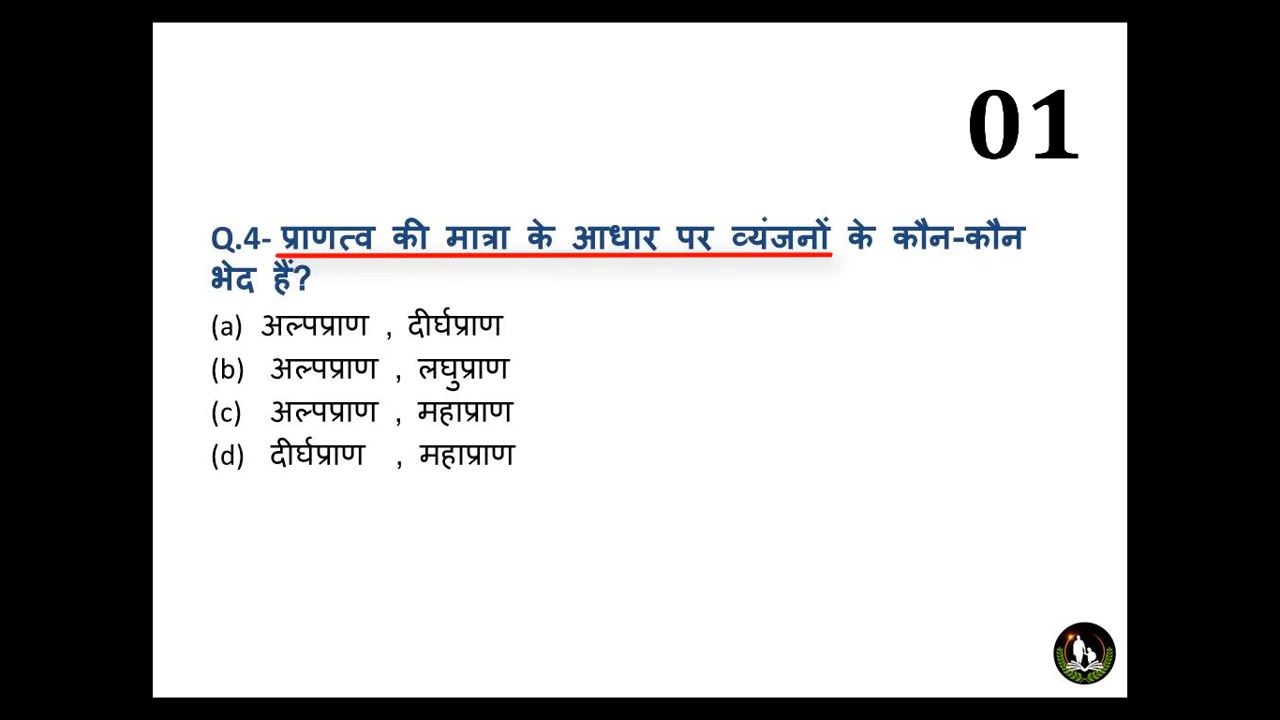 01
Q.4- प्राणत्व की मात्रा के आधार पर व्यंजनों के कौन-कौन
भेद हैं?
(a) अल्पप्राण , दीर्घप्राण
(b) अल्पप्राण , लघुप्राण
(c) अल्पप्राण , महाप्राण
(d) दीर्घप्राण , महाप्राण